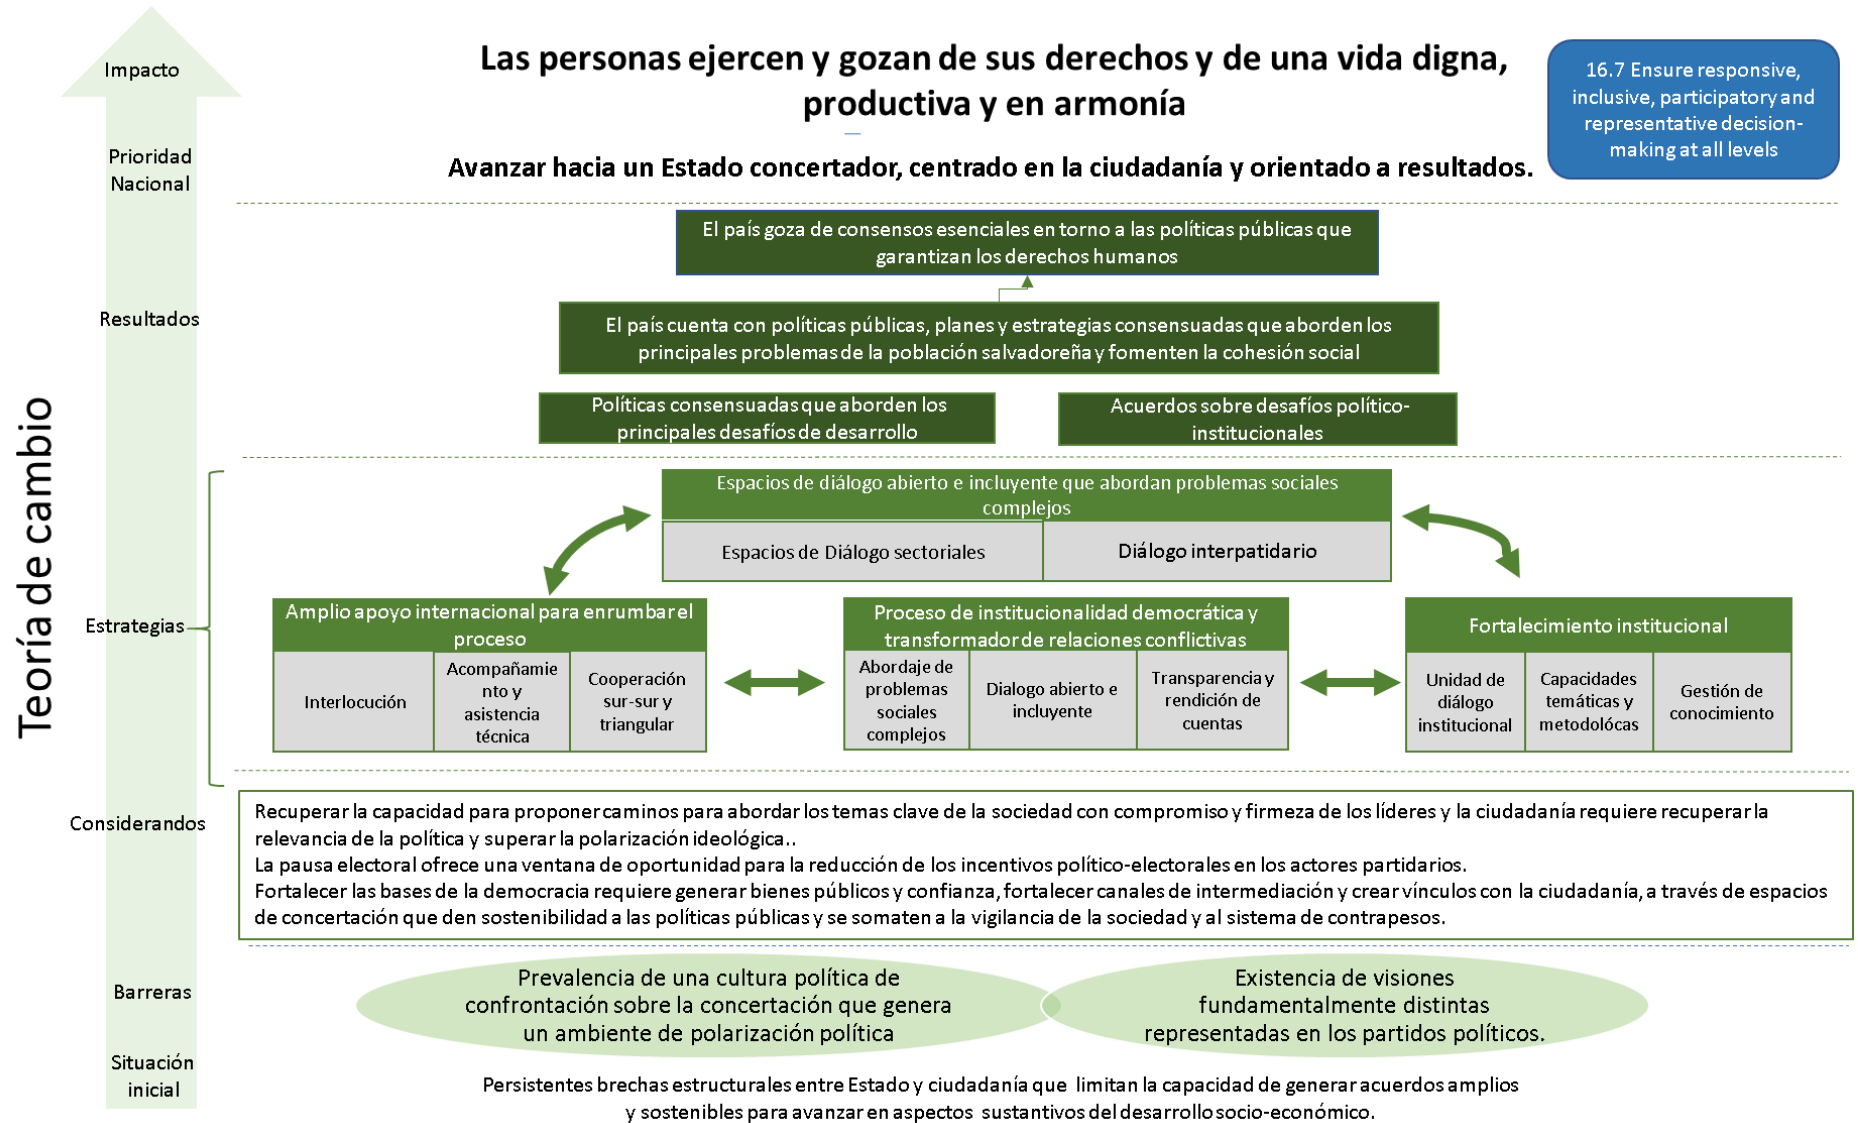 Teoría de cambio
Impacto
Las personas ejercen y gozan de sus derechos y de una vida digna,
productiva y en armonía
16.7 Ensure responsive,
inclusive, participatory and
representative decision-
making at all levels
Prioridad
Nacional
Avanzar hacia un Estado concertador, centrado en la ciudadanía y orientado a resultados.
Resultados
El país goza de consensos esenciales en torno a las políticas públicas que
garantizan los derechos humanos
El país cuenta con políticas públicas, planes y estrategias consensuadas que aborden los
principales problemas de la población salvadoreña y fomenten la cohesión social
Políticas consensuadas que aborden los
principales desafíos de desarrollo
Acuerdos sobre desafíos político-
institucionales
Estrategias
Espacios de diálogo abierto e incluyente que abordan problemas sociales
complejos
Espacios de Diálogo sectoriales
Diálogo interpatidario
Amplio apoyo internacional para enrumbar el
proceso
Interlocución
Acompañamie
nto y
asistencia
técnica
Cooperación
sur-sur y
triangular
Proceso de institucionalidad democrática y
transformador de relaciones conflictivas
Abordaje de
problemas
sociales
complejos
Dialogo abierto e
incluyente
Transparencia y
rendición de
cuentas
Fortalecimiento institucional
Unidad de
diálogo
institucional
Capacidades
temáticas y
metodolócas
Gestión de
conocimiento
Considerandos
Recuperar la capacidad para proponer caminos para abordar los temas clave de la sociedad con compromiso y firmeza de los líderes y la ciudadanía requiere recuperar la
relevancia de la política y superar la polarización ideológica..
La pausa electoral ofrece una ventana de oportunidad para la reducción de los incentivos político-electorales en los actores partidarios.
Fortalecer las bases de la democracia requiere generar bienes públicos y confianza, fortalecer canales de intermediación y crear vínculos con la ciudadanía, a través de espacios
de concertación que den sostenibilidad a las políticas públicas y se somaten a la vigilancia de la sociedad y al sistema de contrapesos.
Barreras
Prevalencia de una cultura política de
confrontación sobre la concertación que genera
un ambiente de polarización política
Existencia de visiones
fundamentalmente distintas
representadas en los partidos políticos.
Situación
inicial
Persistentes brechas estructurales entre Estado y ciudadanía que limitan la capacidad de generar acuerdos amplios
y sostenibles para avanzar en aspectos sustantivos del desarrollo socio-económico.